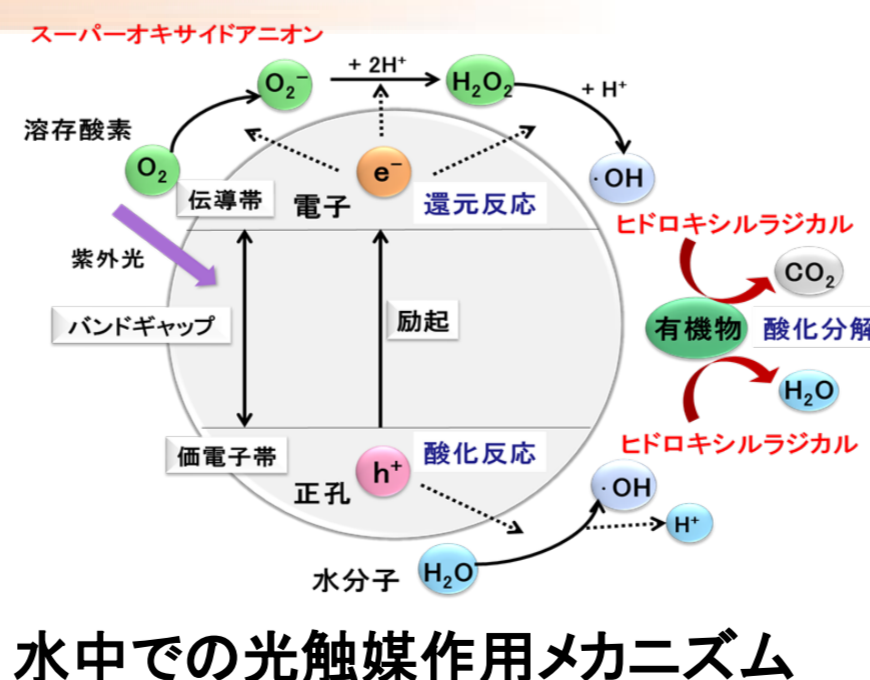 スーパーオキサイドアニオン
O₂⁻
+ 2H⁺
H₂O₂
+ H⁺
溶存酸素
O₂
e⁻
・OH
伝導帯
電子
還元反応
ヒドロキシルラジカル
紫外光
CO₂
バンドギャップ
励起
有機物
酸化分解
H₂O
価電子帯
h⁺
酸化反応
ヒドロキシルラジカル
正孔
・OH
H⁺
水分子
H₂O
水中での光触媒作用メカニズム